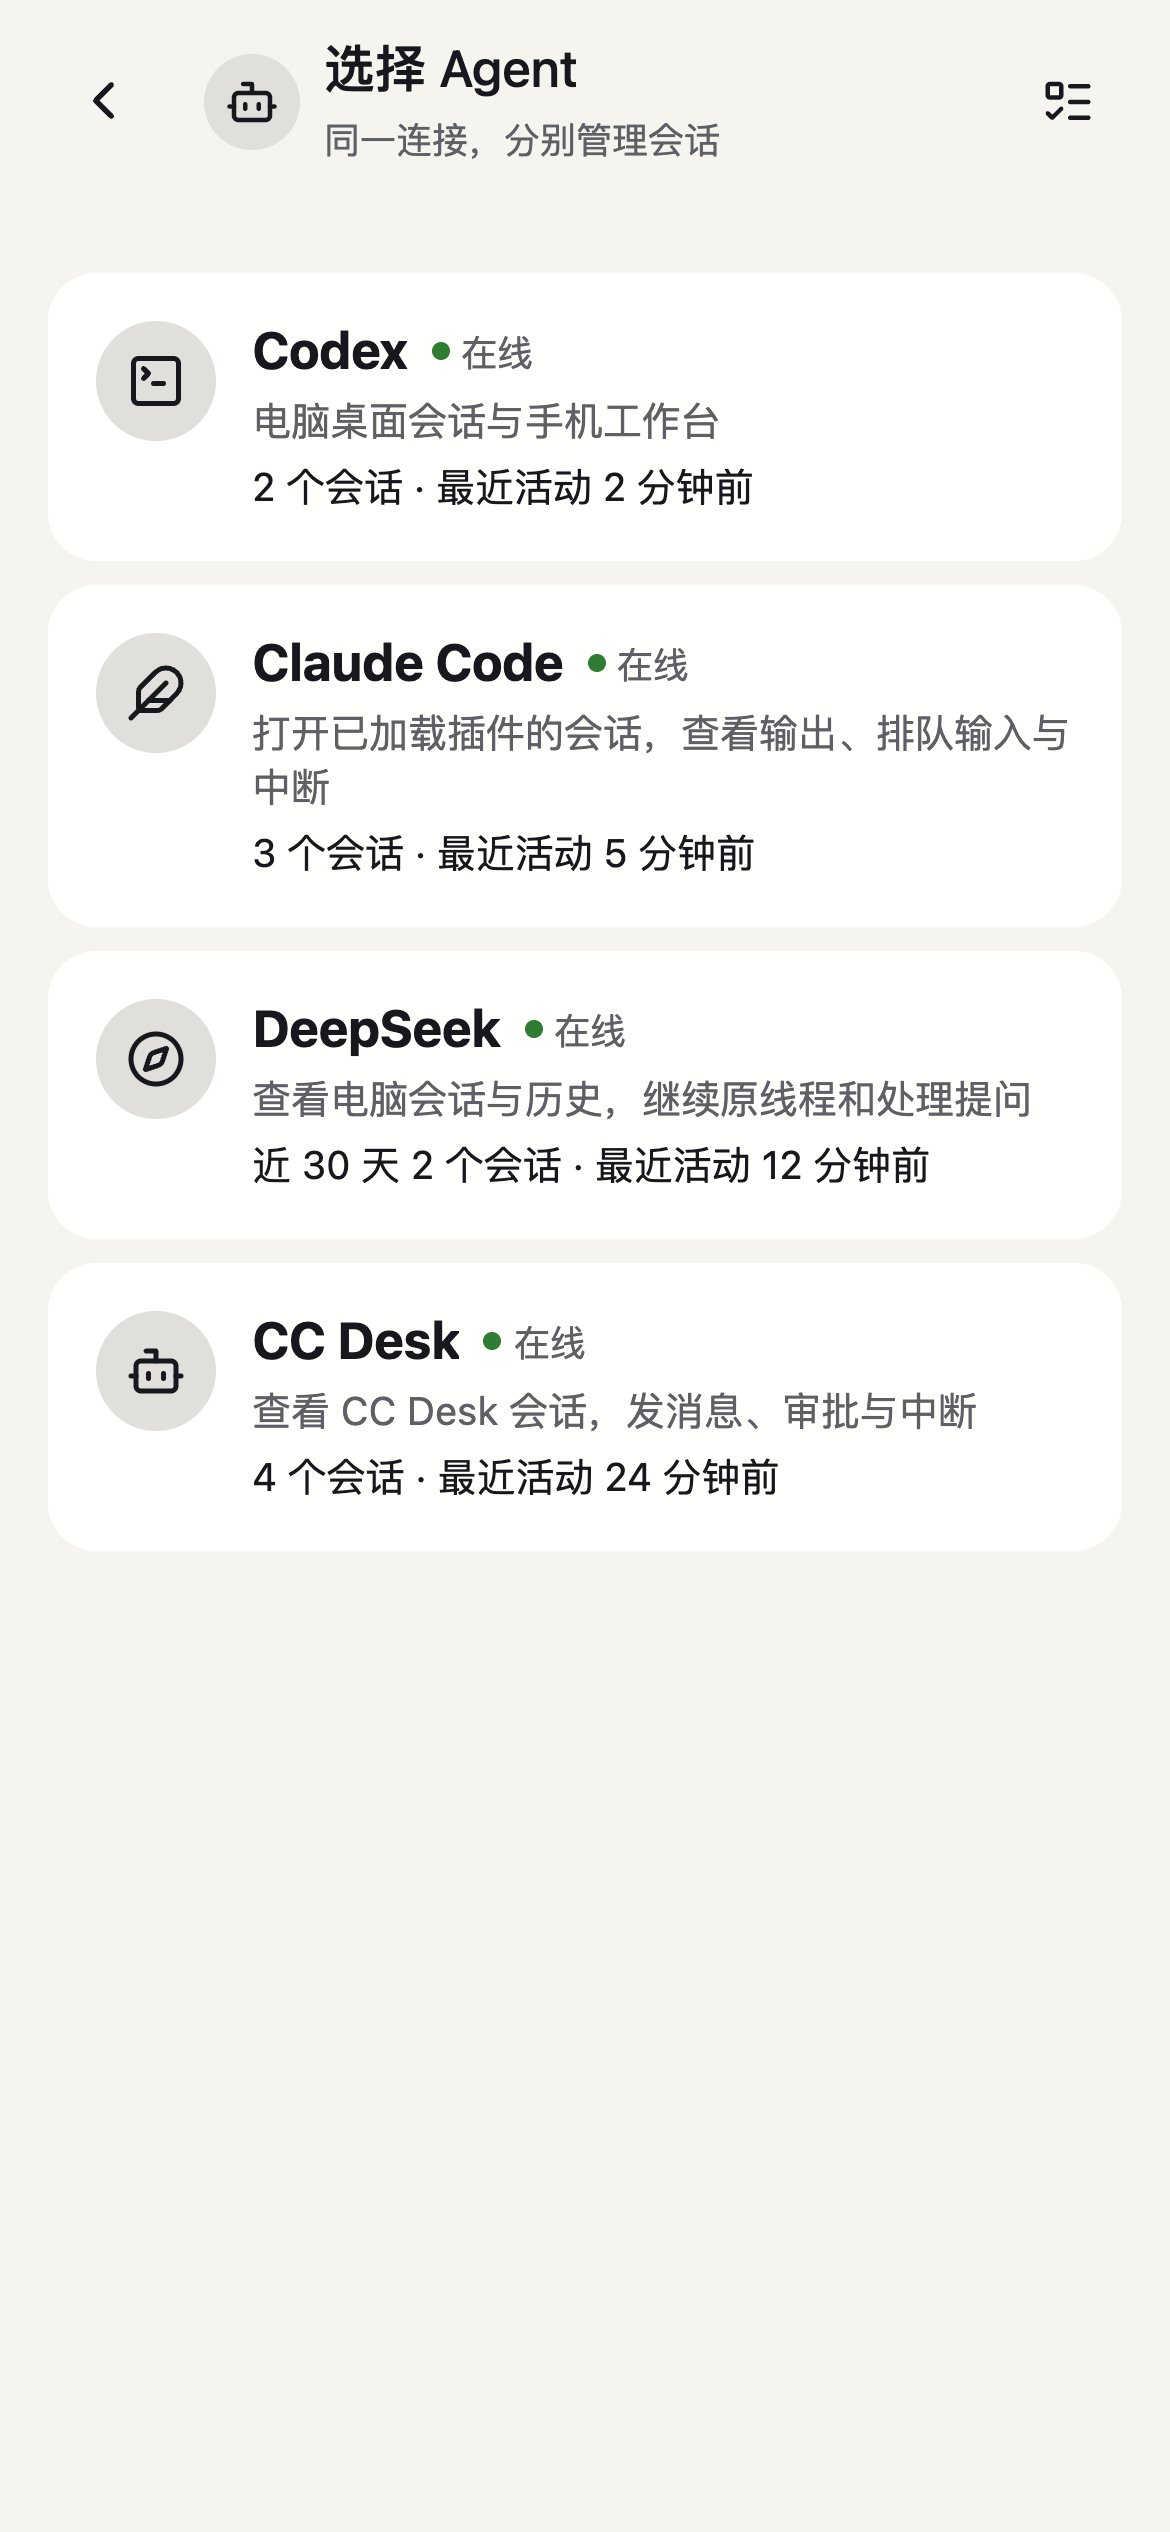 选择 Agent
同一连接，分别管理会话
Codex 在线
电脑桌面会话与手机工作台
2 个会话 · 最近活动 2 分钟前
Claude Code 在线
打开已加载插件的会话，查看输出、排队输入与
中断
3 个会话 · 最近活动 5 分钟前
DeepSeek 在线
查看电脑会话与历史，继续原线程和处理提问
近 30 天 2 个会话 · 最近活动 12 分钟前
CC Desk 在线
查看 CC Desk 会话，发消息、审批与中断
4 个会话 · 最近活动 24 分钟前